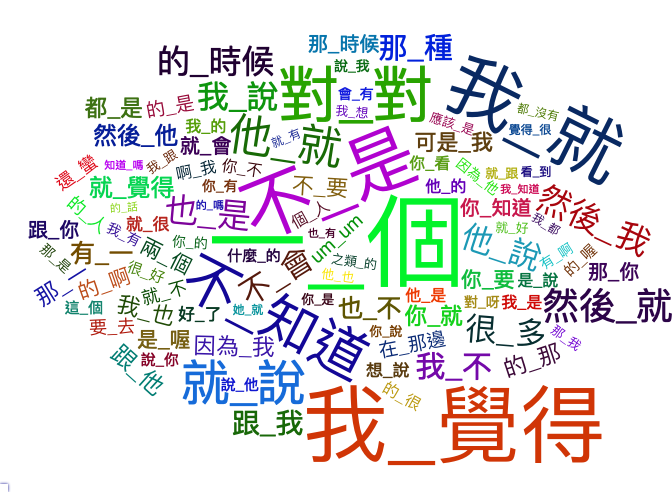 那_時候
那_種
的_時候
說_我
對_對
我_就
都_是
的_是
我_說
會_有
我_想
都_沒有
應該_是
覺得_很
然後_他
我_的
他_就
就_會
就_有
可是_我
不_是
還_蠻
知道_嗎
我_跟
啊_我
你_不
你_看
因為_他
就_跟
看_到
就_覺得
你_有
不_要
他_的
我_知道
然後_我
的_話
的_嗎
也_是
個_人
一_個
你_知道
我_都
跟_你
我_有
就_很
也_有
um_um
他_說
就_好
有_一
兩_個
你_的
什麼_的
之類_的
有_啊
的_喔
那_是
那_一
的_啊
很_好
就_不
不_知道
不_會
他_也
你_要
是_說
那_你
這_個
我_也
好_了
她_就
你_是
也_不
他_是
對_呀
我_是
然後_就
要_去
是_喔
因為_我
你_說
你_就
很_多
那_我
在_那邊
跟_他
說_你
就_說
說_他
想_說
我_不
的_那
的_很
跟_我
我_覺得